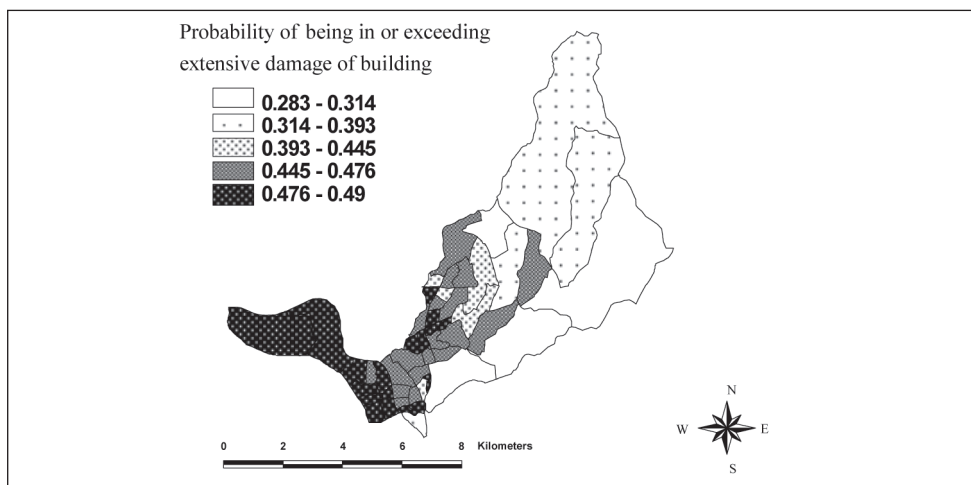 Probability of being in or exceeding
extensive damage of building
0.283 - 0.314
0.314 - 0.393
0.393 - 0.445
0.445 - 0.476
0.476 - 0.49
N
W E
S
0 2 4 6 8 Kilometers